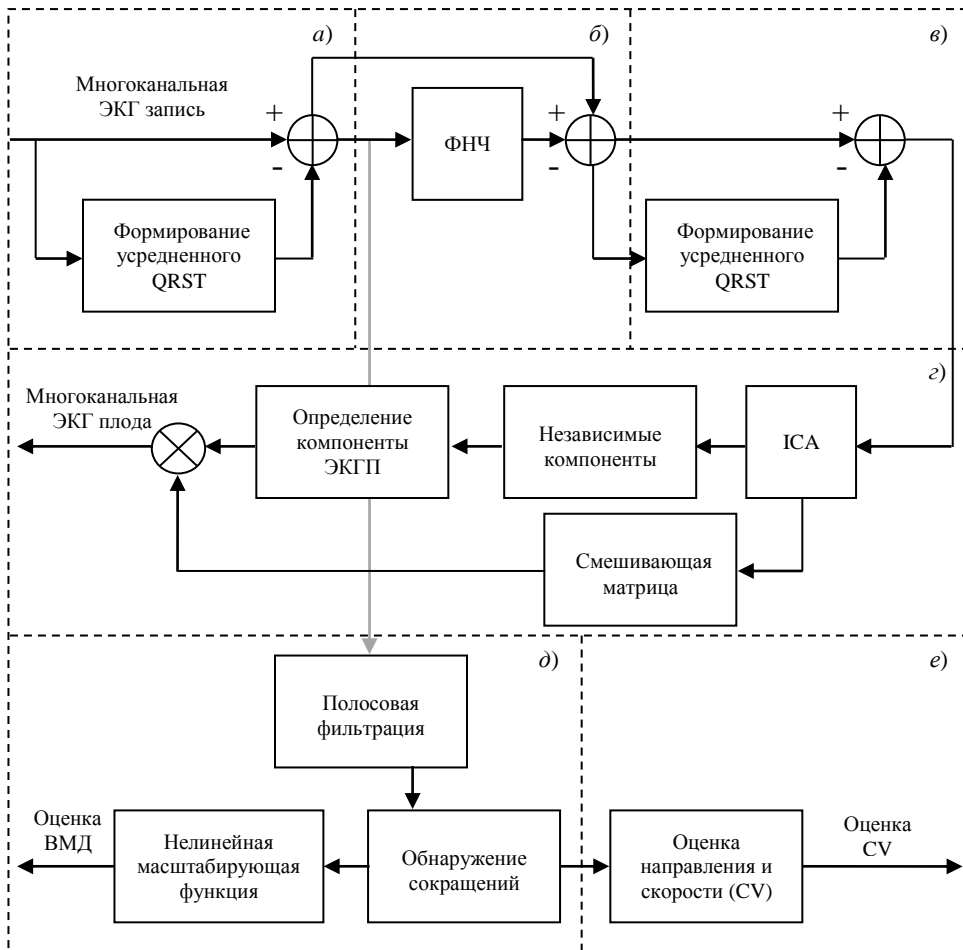 а)
б)
в)
Многоканальная
ЭКГ запись
+
-
ФНЧ
+
-
+
-
Формирование
усредненного
QRST
Формирование
усредненного
QRST
г)
Многоканальная
ЭКГ плода
Определение
компоненты
ЭКГП
Независимые
компоненты
ICA
Смешивающая
матрица
д)
е)
Полосовая
фильтрация
Оценка
ВМД
Нелинейная
масштабирующая
функция
Обнаружение
сокращений
Оценка
направления и
скорости (CV)
Оценка
CV